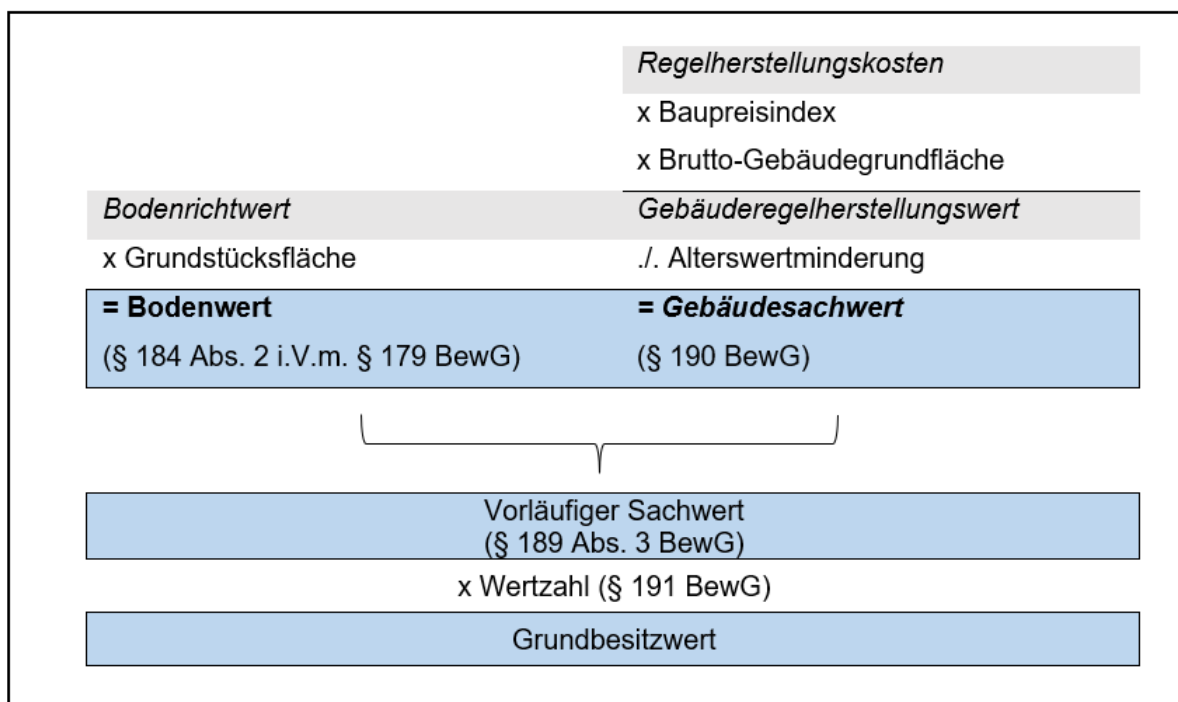 Regelherstellungskosten
x Baupreisindex
x Brutto-Gebäudegrundfläche
Bodenrichtwert
Gebäuderegelherstellungswert
x Grundstücksfläche
./. Alterswertminderung
= Bodenwert
= Gebäudesachwert
(§ 184 Abs. 2 i.V.m. § 179 BewG)
(§ 190 BewG)
Vorläufiger Sachwert
(§ 189 Abs. 3 BewG)
x Wertzahl (§ 191 BewG)
Grundbesitzwert